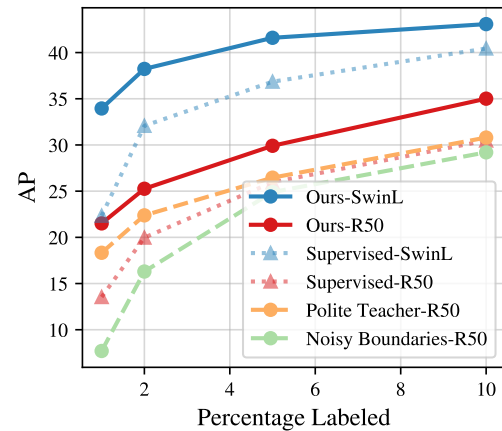 40
35
30
25
20
15
10
AP
2
4
6
8
10
Percentage Labeled
Ours-SwinL
Ours-R50
Supervised-SwinL
Supervised-R50
Polite Teacher-R50
Noisy Boundaries-R50